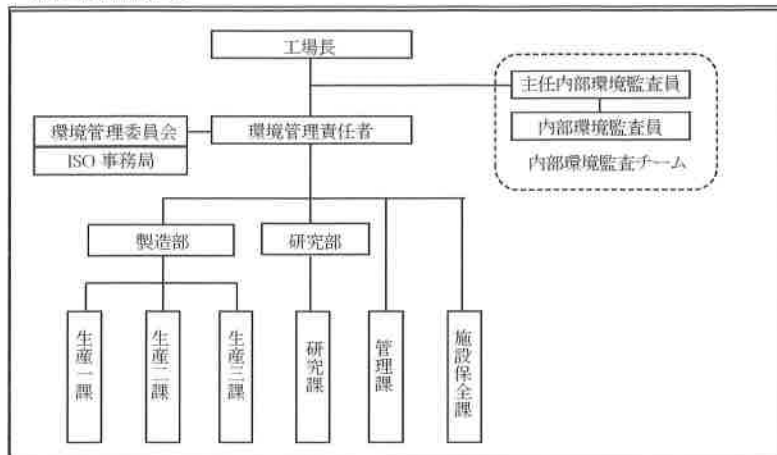 工場長
主任内部環境監査員
環境管理委員会
環境管理責任者
内部環境監査員
ISO 事務局
内部環境監査チーム
製造部
研究部
生産一課
生産二課
生産三課
研究課
管理課
施設保全課